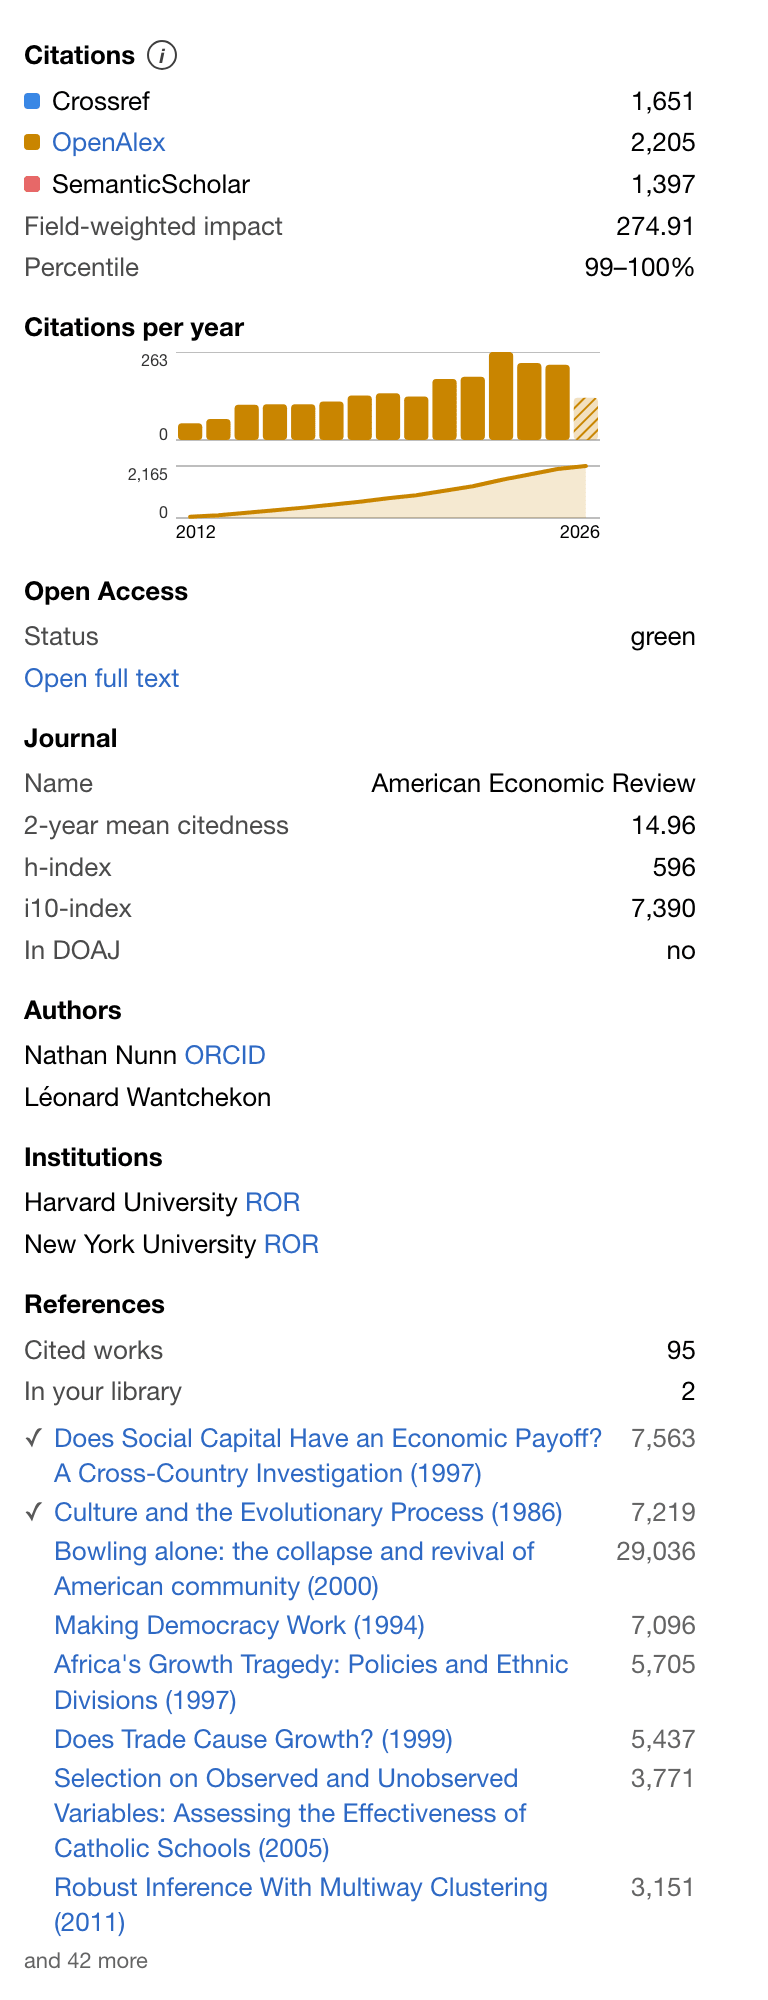 Citations i
Crossref 1,651
OpenAlex 2,205
SemanticScholar 1,397
Field-weighted impact 274.91
Percentile 99–100%
Citations per year
263
0
2,165
0
2012 2026
Open Access
Status green
Open full text
Journal
Name American Economic Review
2-year mean citedness 14.96
h-index 596
i10-index 7,390
In DOAJ no
Authors
Nathan Nunn ORCID
Léonard Wantchekon
Institutions
Harvard University ROR
New York University ROR
References
Cited works 95
In your library 2
✓ Does Social Capital Have an Economic Payoff? 7,563
A Cross-Country Investigation (1997)
✓ Culture and the Evolutionary Process (1986) 7,219
Bowling alone: the collapse and revival of 29,036
American community (2000)
Making Democracy Work (1994) 7,096
Africa's Growth Tragedy: Policies and Ethnic 5,705
Divisions (1997)
Does Trade Cause Growth? (1999) 5,437
Selection on Observed and Unobserved 3,771
Variables: Assessing the Effectiveness of
Catholic Schools (2005)
Robust Inference With Multiway Clustering 3,151
(2011)
and 42 more